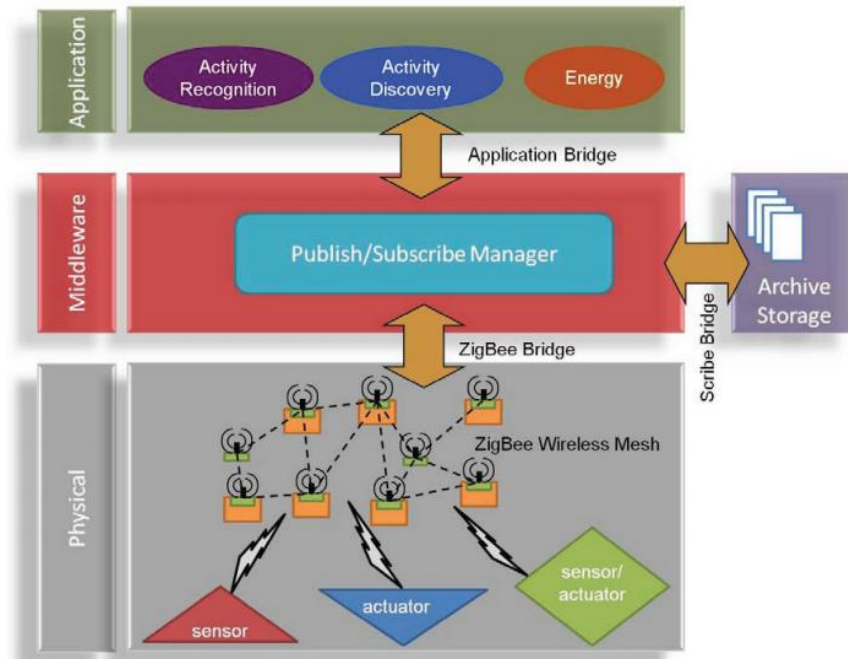 Application
Activity
Recognition
Activity
Discovery
Energy
Application Bridge
Middleware
Publish/Subscribe Manager
Archive
Storage
Scribe Bridge
ZigBee Bridge
Physical
ZigBee Wireless Mesh
sensor
actuator
sensor/
actuator